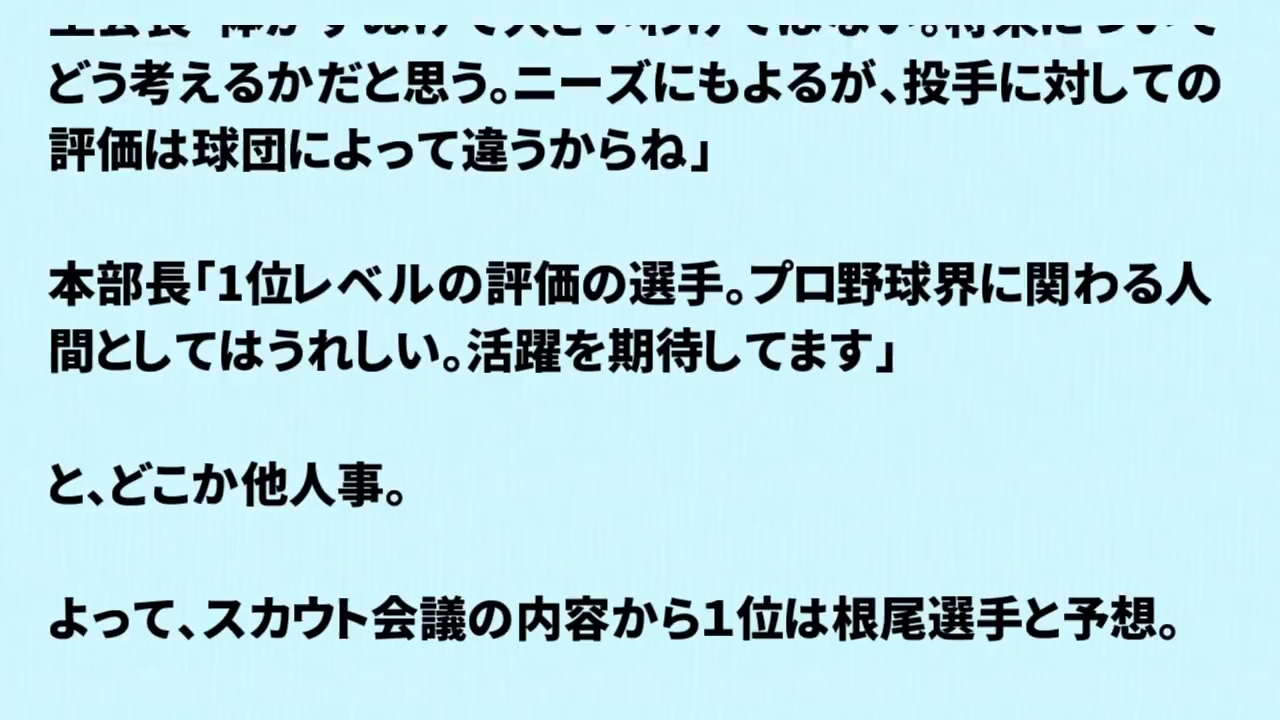 どう考えるかだと思う。ニーズにもよるが、投手に対しての
評価は球団によって違うからね」
本部長「1位レベルの評価の選手。プロ野球界に関わる人
間としてはうれしい。活躍を期待してます」
と、どこか他人事。
よって、スカウト会議の内容から1位は根尾選手と予想。